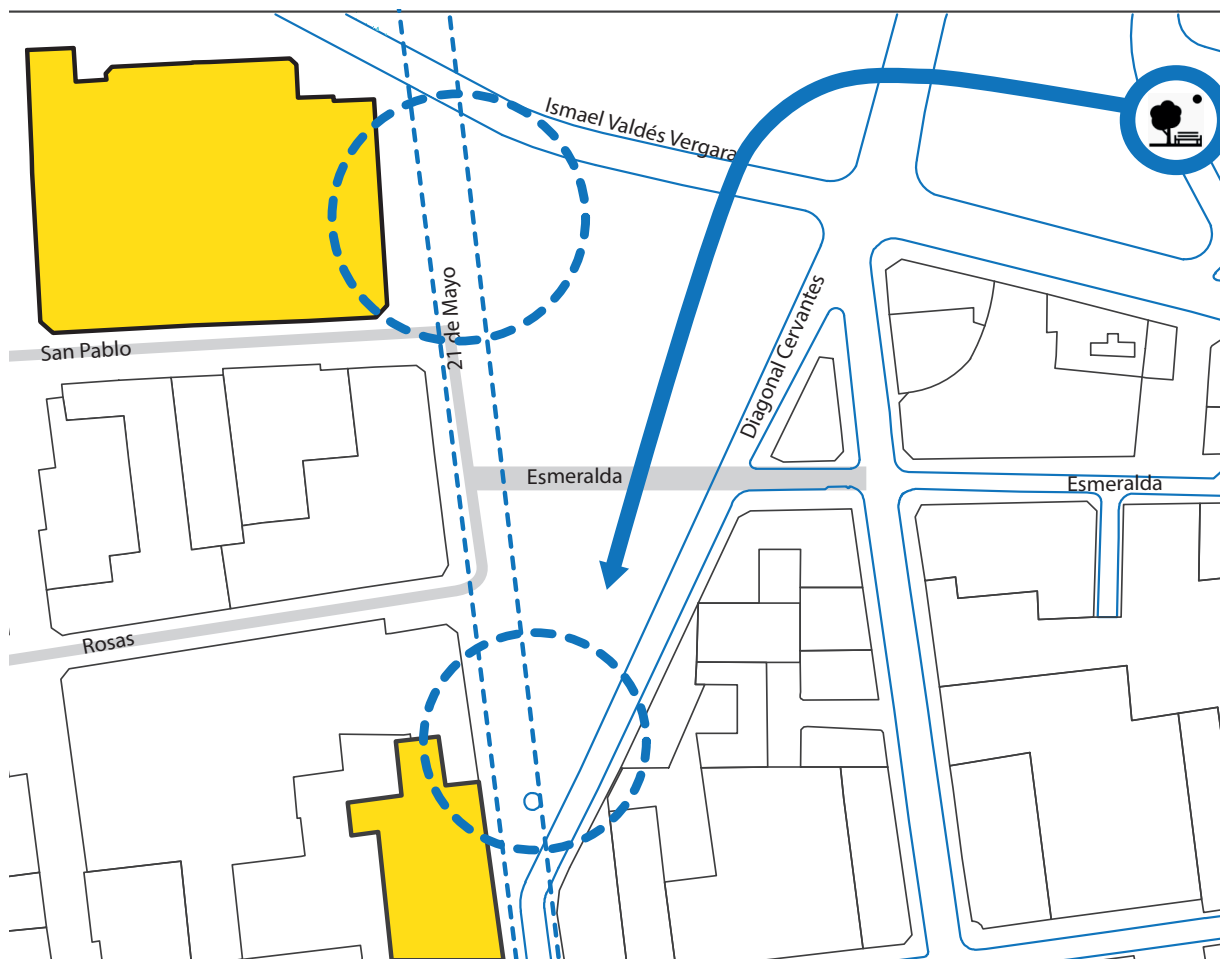 Ismael Valdés Vergara
21 de Mayo
San Pablo
Diagonal Cervantes
Esmeralda
Esmeralda
Rosas